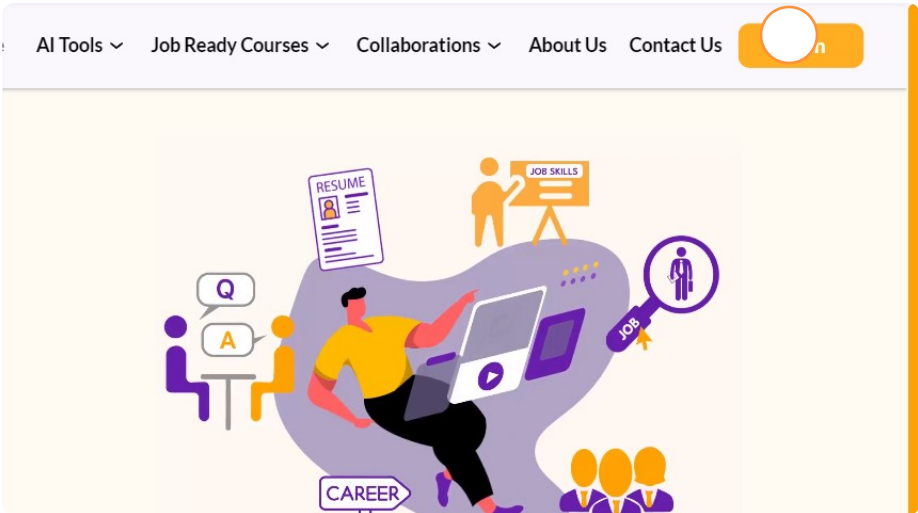 AI Tools Job Ready Courses Collaborations About Us Contact Us
JOB SKILLS
RESUME
Q
A
JOB
CAREER